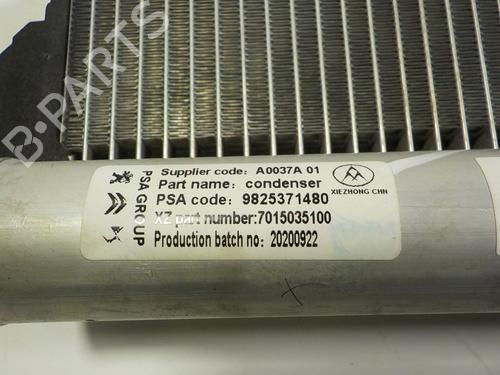 B-PARTS
Supplier code: A0037A 01
Part name: condenser
PSA code: 9825371480
XZ part number:7015035100
Production batch no: 20200922
PSA GROUP
XIEZHONG CHN